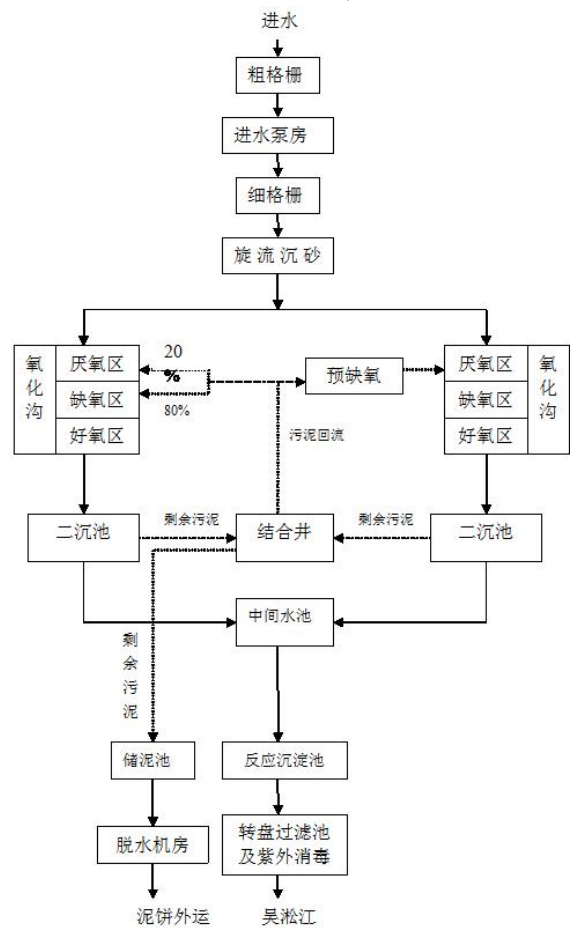 进水
粗格栅
进水泵房
细格栅
旋流沉砂
氧化沟
厌氧区
缺氧区
好氧区
20
%
80%
预缺氧
厌氧区
缺氧区
好氧区
氧化沟
污泥回流
二沉池
剩余污泥
结合井
剩余污泥
二沉池
中间水池
剩余污泥
储泥池
反应沉淀池
脱水机房
转盘过滤池
及紫外消毒
泥饼外运
吴淞江